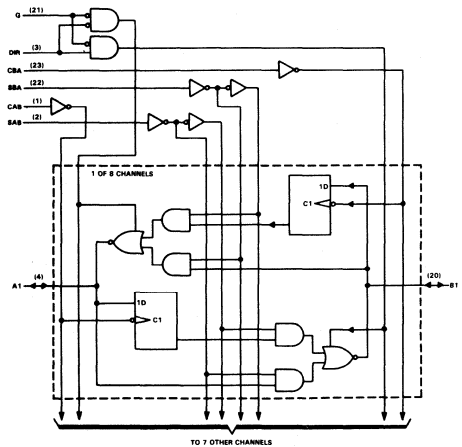 G (21)
DIR (3)
CBA (23)
SBA (22)
CAB (1)
SAB (2)
1 OF 8 CHANNELS
1D
C1
A1 (4)
(20) B1
1D
C1
TO 7 OTHER CHANNELS